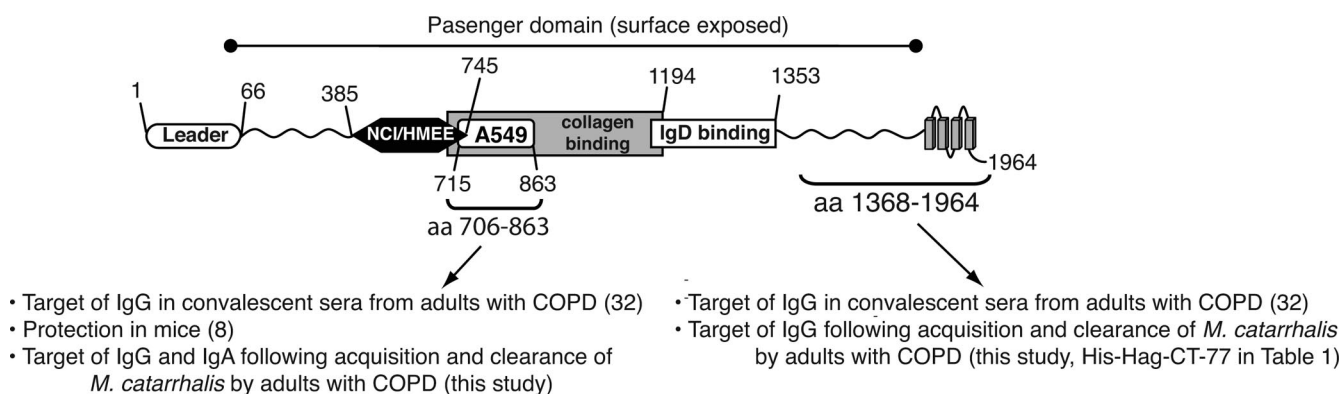 Pasenger domain (surface exposed)
1 66 385 745 1194 1353
Leader NCI/HMEE A549 collagen binding IgD binding
715 863 1964
aa 706-863 aa 1368-1964
• Target of IgG in convalescent sera from adults with COPD (32)
• Protection in mice (8)
• Target of IgG and IgA following acquisition and clearance of
M. catarrhalis by adults with COPD (this study)
• Target of IgG in convalescent sera from adults with COPD (32)
• Target of IgG following acquisition and clearance of M. catarrhalis
by adults with COPD (this study, His-Hag-CT-77 in Table 1)